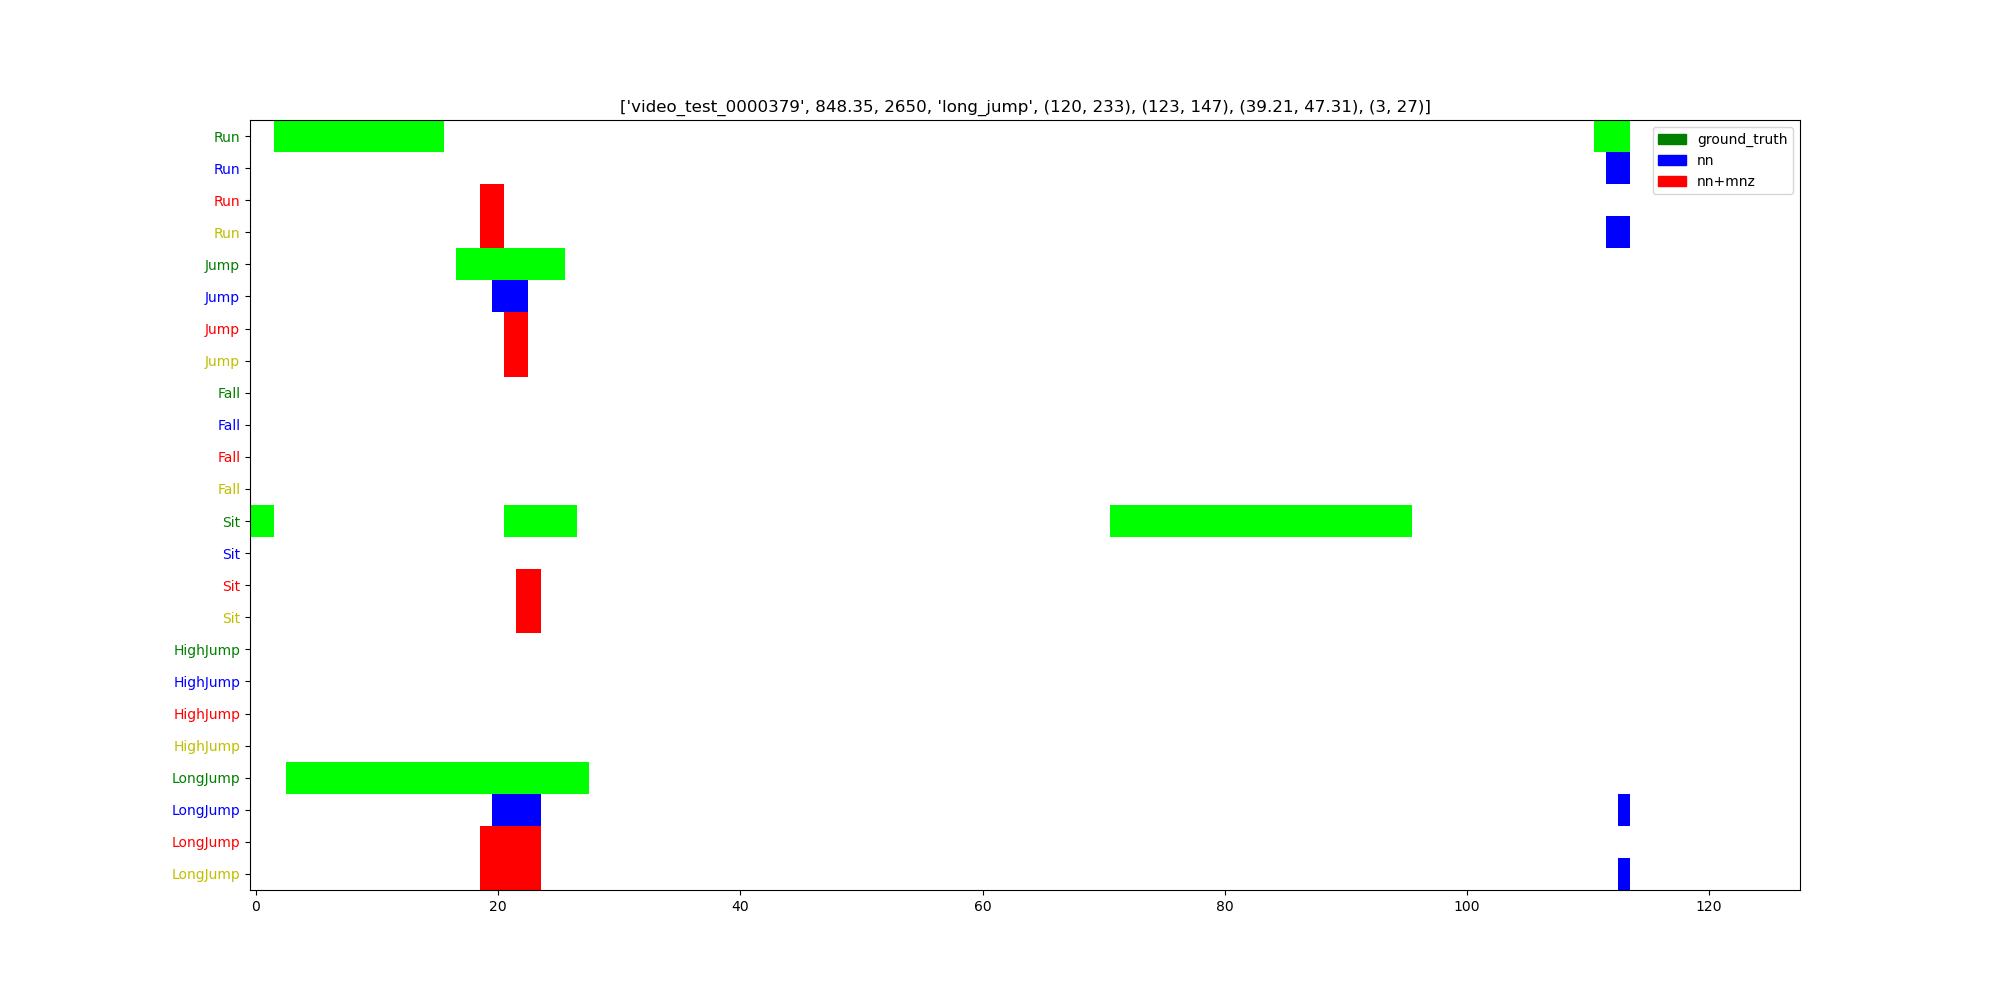 ['video_test_0000379', 848.35, 2650, 'long_jump', (120, 233), (123, 147), (39.21, 47.31), (3, 27)]
Run
Run
Run
Run
Jump
Jump
Jump
Jump
Fall
Fall
Fall
Fall
Sit
Sit
Sit
Sit
HighJump
HighJump
HighJump
HighJump
LongJump
LongJump
LongJump
LongJump
ground_truth
nn
nn+mnz
0 20 40 60 80 100 120